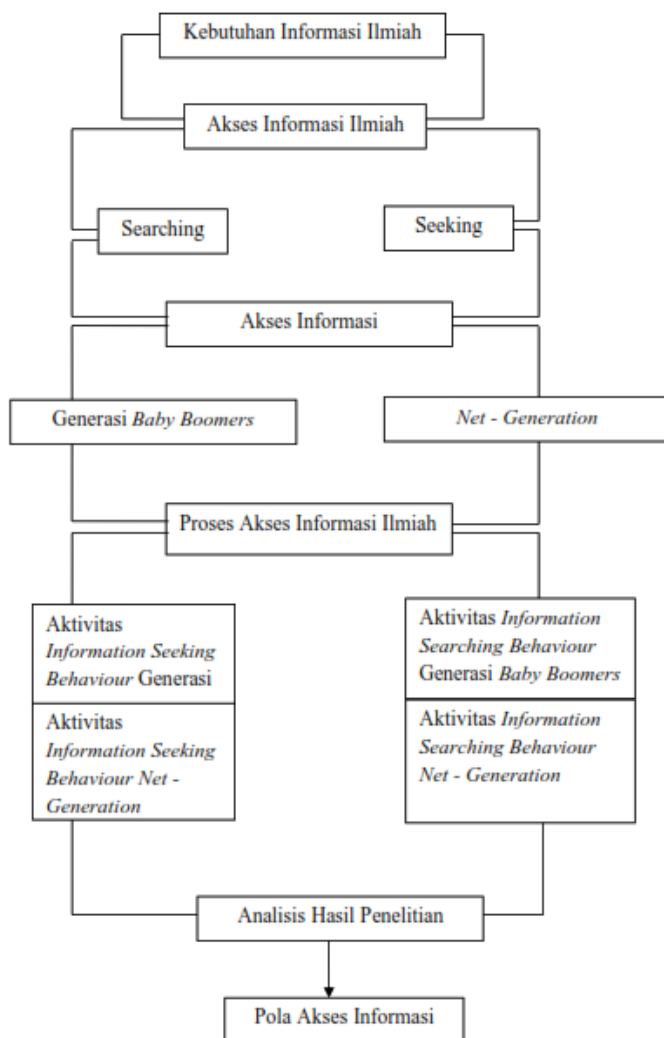 Kebutuhan Informasi Ilmiah
Akses Informasi Ilmiah
Searching
Seeking
Akses Informasi
Generasi Baby Boomers
Net - Generation
Proses Akses Informasi Ilmiah
Aktivitas
Information Seeking
Behaviour Generasi
Aktivitas
Information Seeking
Behaviour Net -
Generation
Aktivitas Information
Searching Behaviour
Generasi Baby Boomers
Aktivitas Information
Searching Behaviour
Net - Generation
Analisis Hasil Penelitian
Pola Akses Informasi